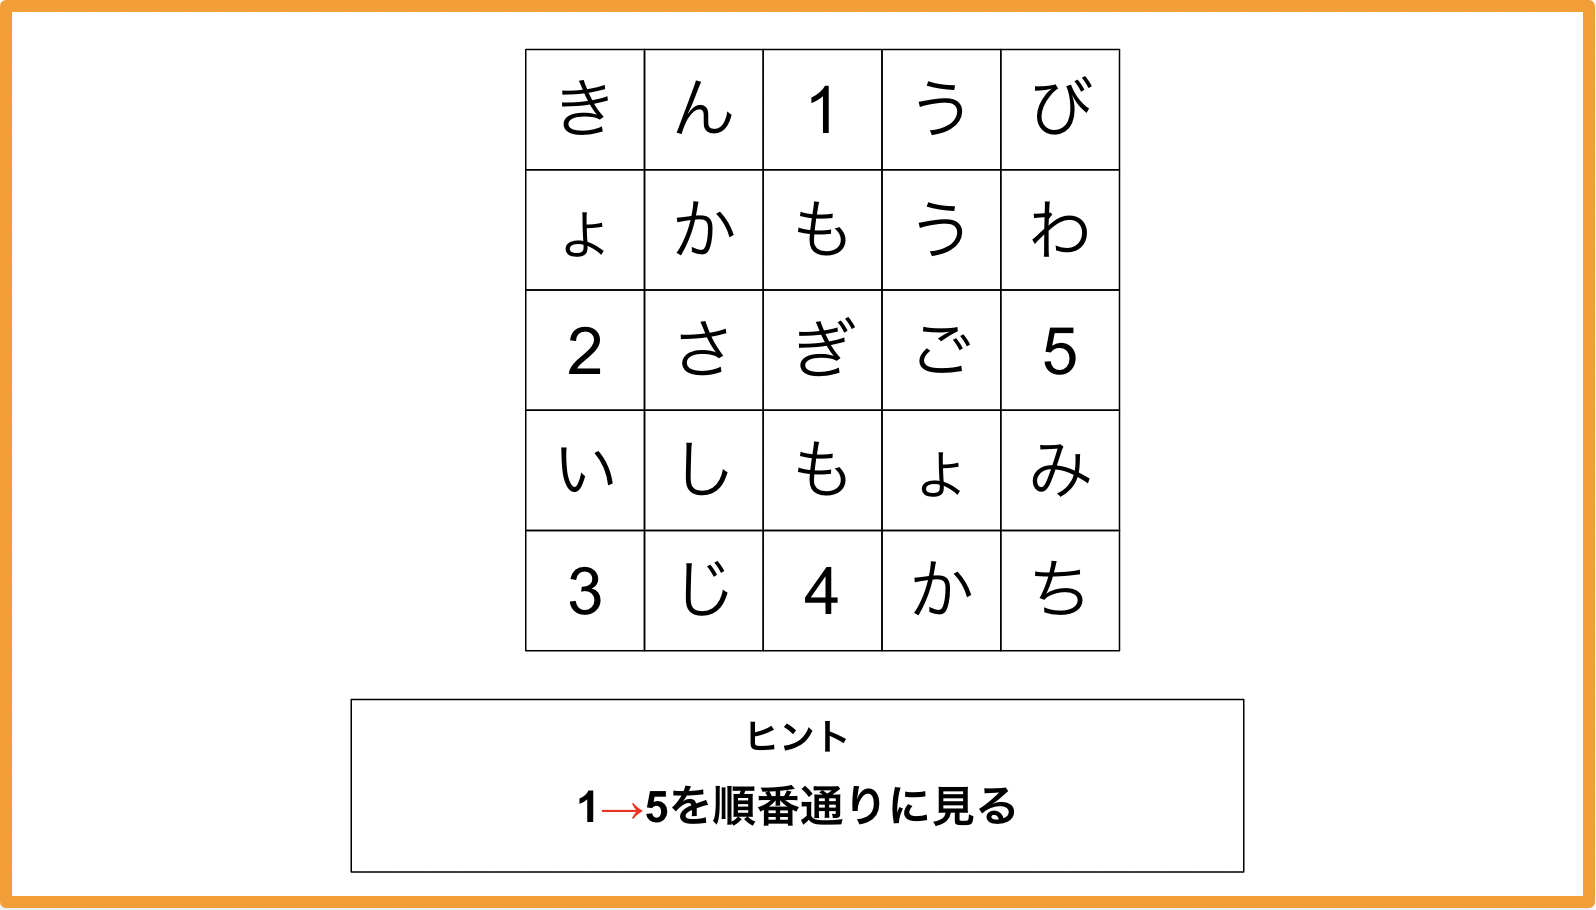 き ん 1 う び
ょ か も う わ
2 さ ぎ ご 5
い し も ょ み
3 じ 4 か ち
ヒント
1→5を順番通りに見る